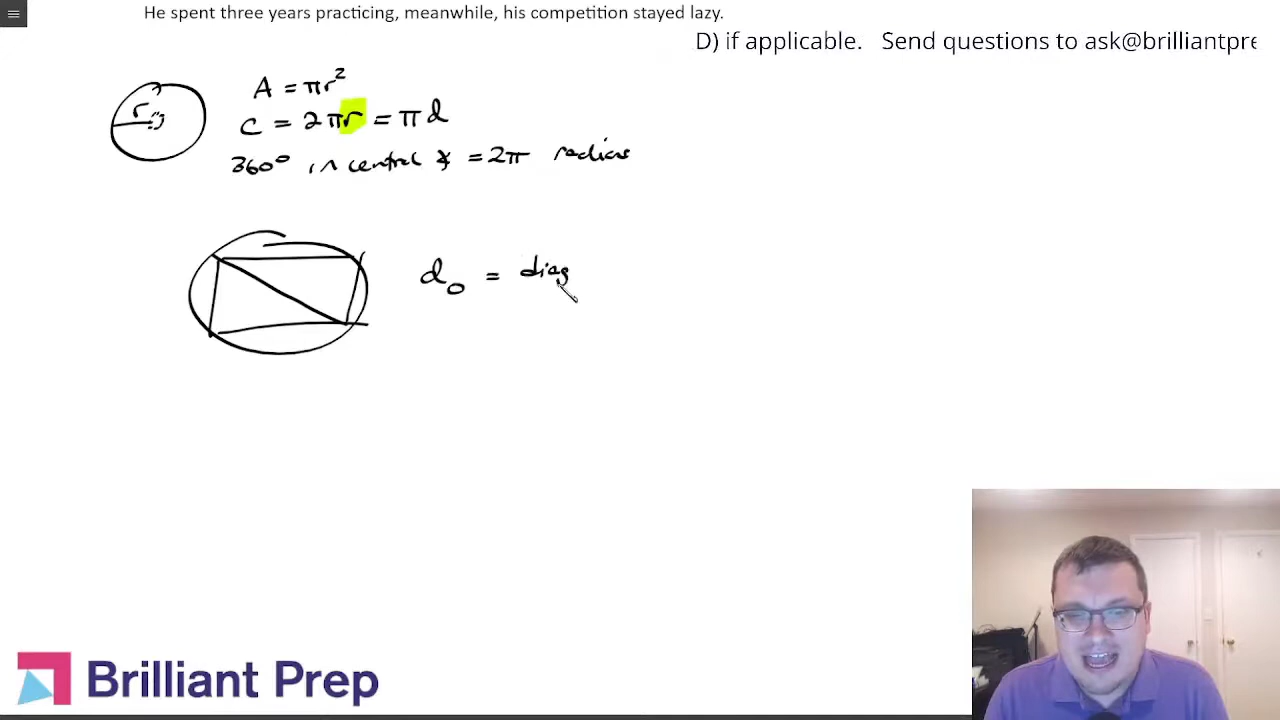 He spent three years practicing, meanwhile, his competition stayed lazy.
D) if applicable. Send questions to ask@brilliantpre
r
A = πr²
C = 2πr = πd
360° in central ∡ = 2π radians
d○ = diag
Brilliant Prep